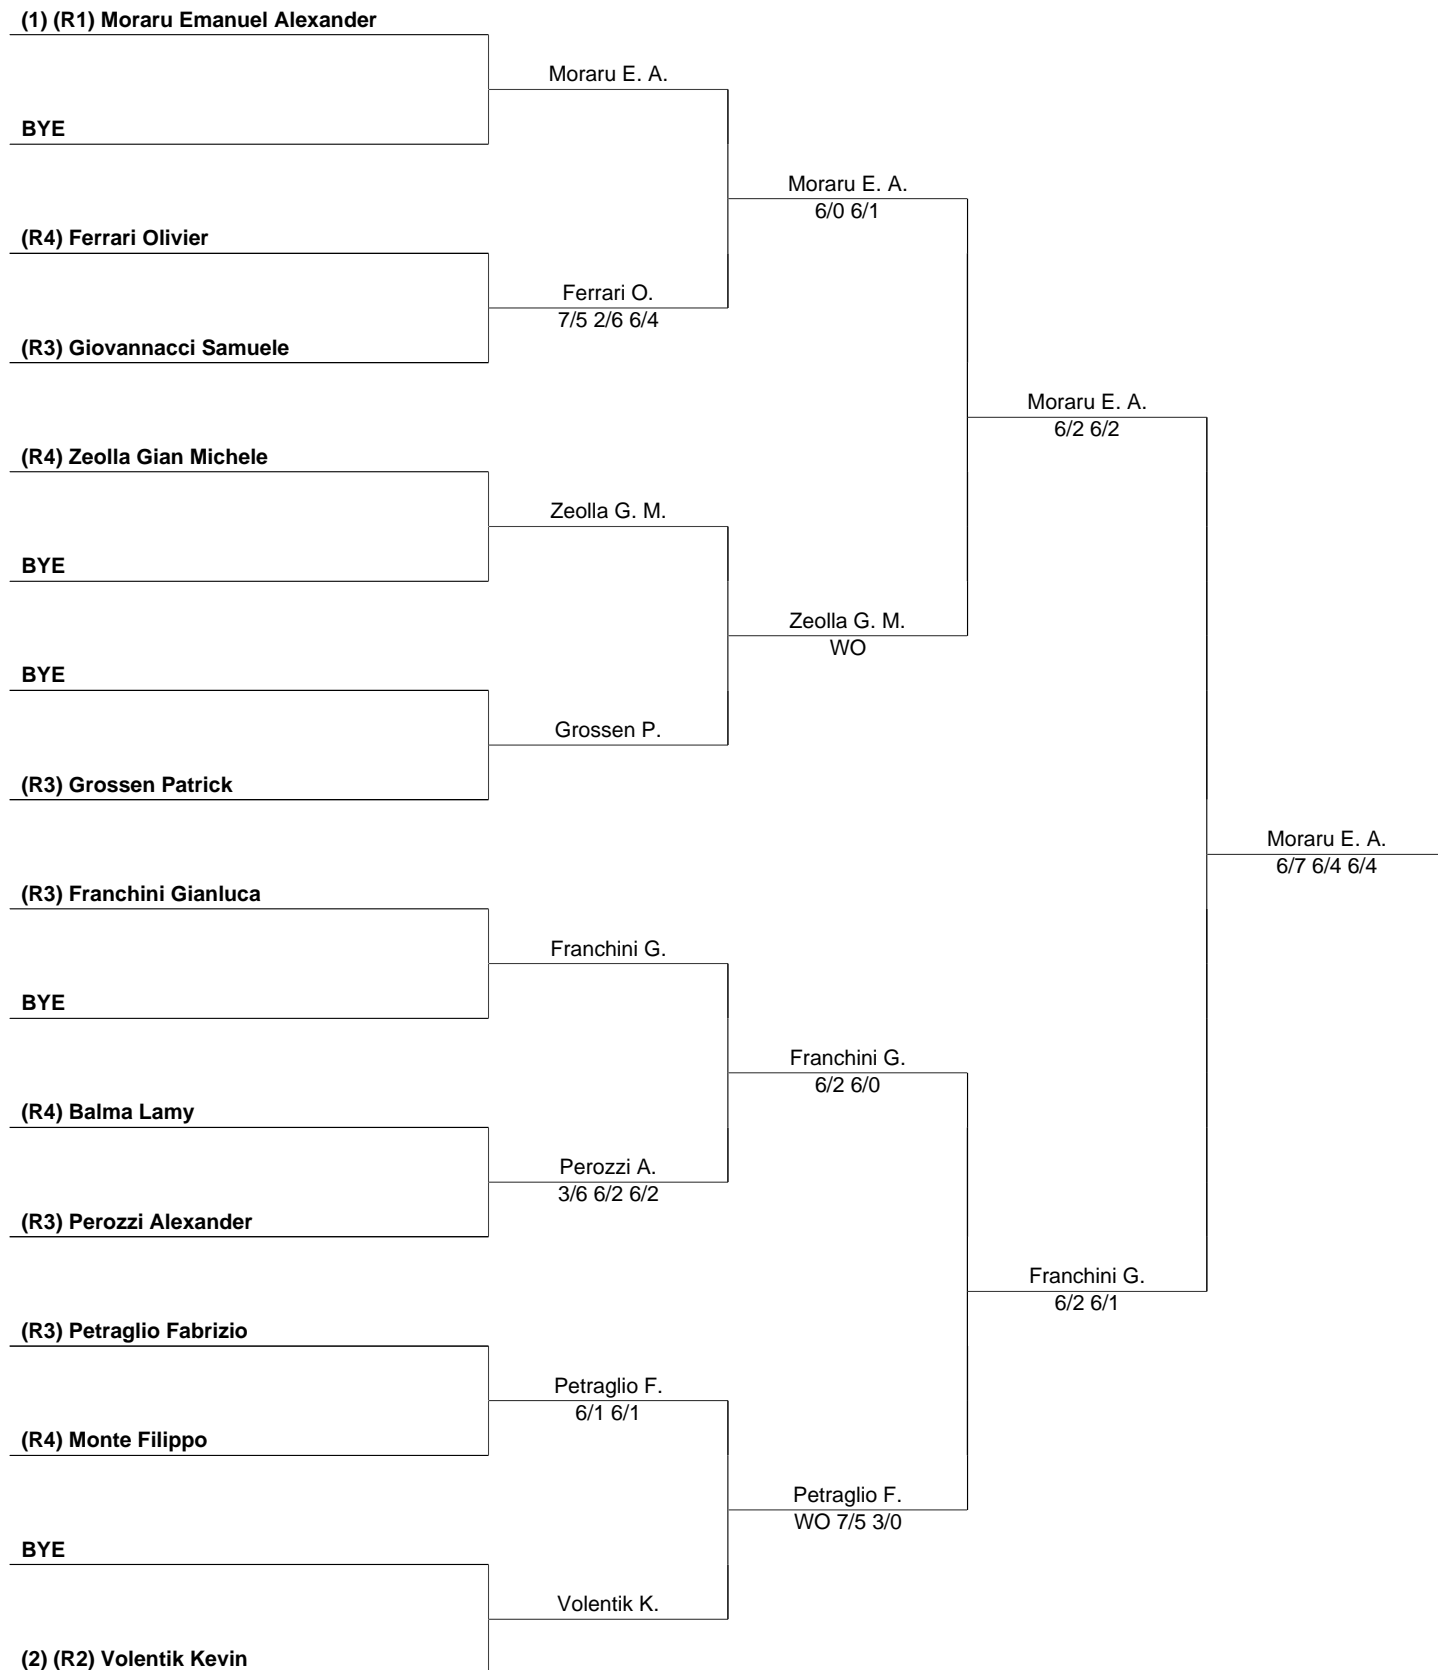 (1) (R1) Moraru Emanuel Alexander
Moraru E. A.
BYE
Moraru E. A.
6/0 6/1
(R4) Ferrari Olivier
Ferrari O.
7/5 2/6 6/4
(R3) Giovannacci Samuele
Moraru E. A.
6/2 6/2
(R4) Zeolla Gian Michele
Zeolla G. M.
BYE
Zeolla G. M.
WO
BYE
Grossen P.
(R3) Grossen Patrick
Moraru E. A.
6/7 6/4 6/4
(R3) Franchini Gianluca
Franchini G.
BYE
Franchini G.
6/2 6/0
(R4) Balma Lamy
Perozzi A.
3/6 6/2 6/2
(R3) Perozzi Alexander
Franchini G.
6/2 6/1
(R3) Petraglio Fabrizio
Petraglio F.
6/1 6/1
(R4) Monte Filippo
Petraglio F.
WO 7/5 3/0
BYE
Volentik K.
(2) (R2) Volentik Kevin